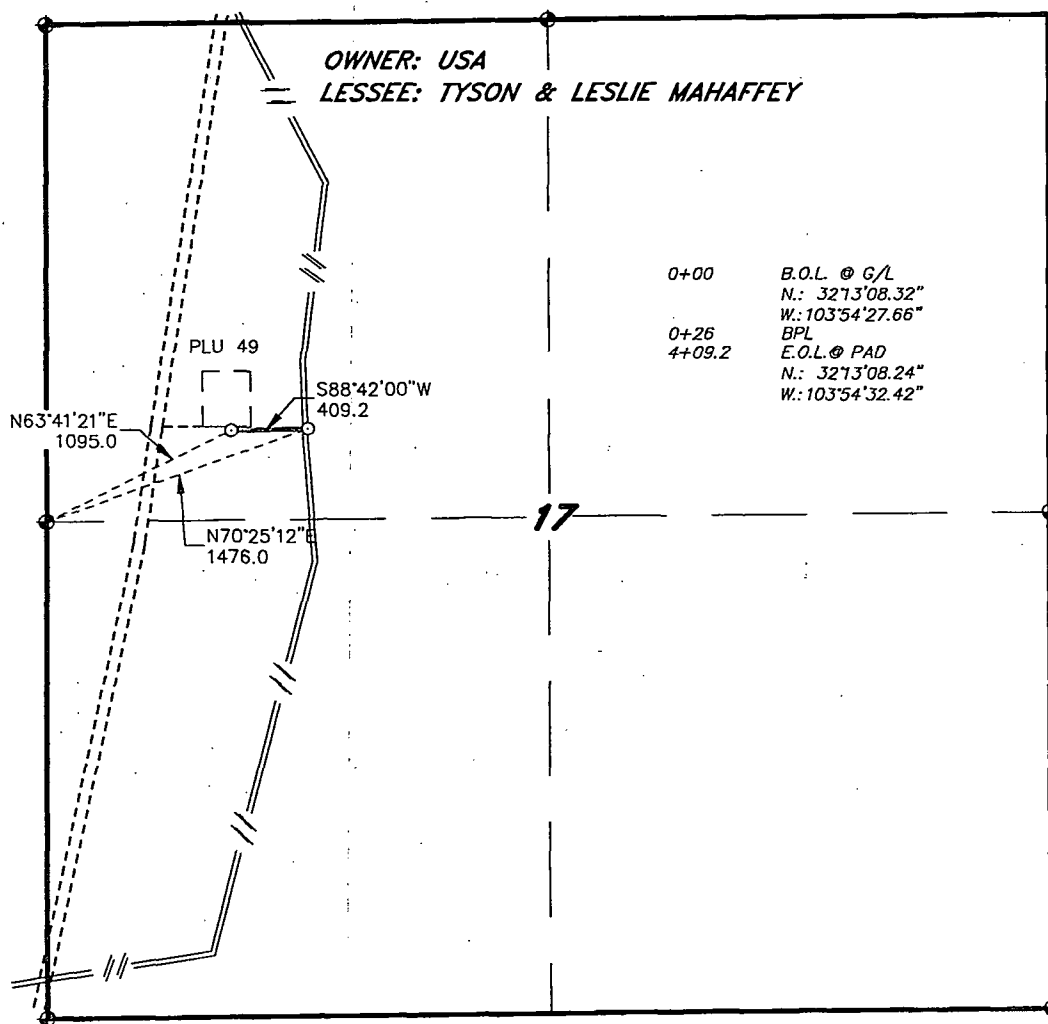 OWNER: USA
LESSEE: TYSON & LESLIE MAHAFFEY
0+00 B.O.L. @ G/L
N.: 32°13'08.32"
W.: 103°54'27.66"
0+26 BPL
4+09.2 E.O.L.@ PAD
N.: 32°13'08.24"
W.: 103°54'32.42"
PLU 49
S88°42'00"W
409.2
N63°41'21"E
1095.0
17
N70°25'12"E
1476.0